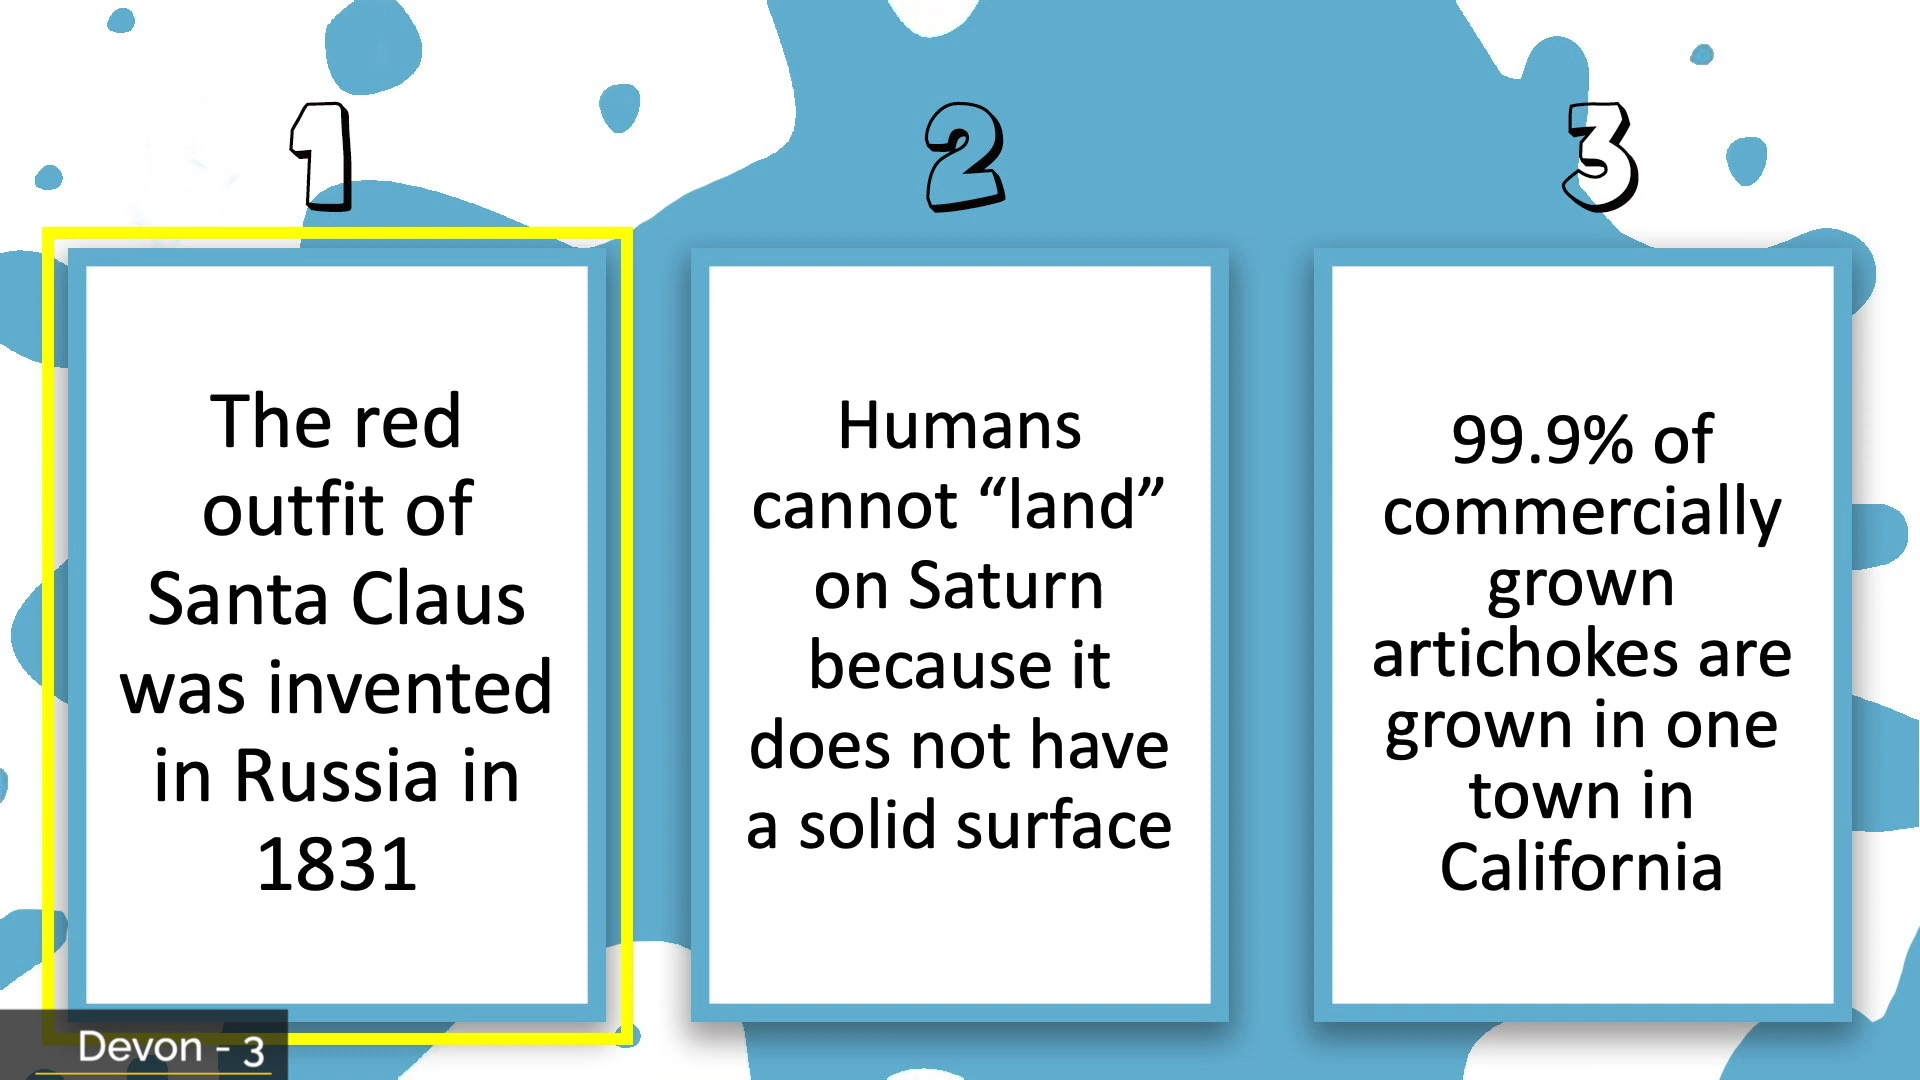 1
The red
outfit of
Santa Claus
was invented
in Russia in
1831
2
Humans
cannot “land”
on Saturn
because it
does not have
a solid surface
3
99.9% of
commercially
grown
artichokes are
grown in one
town in
California
Devon - 3